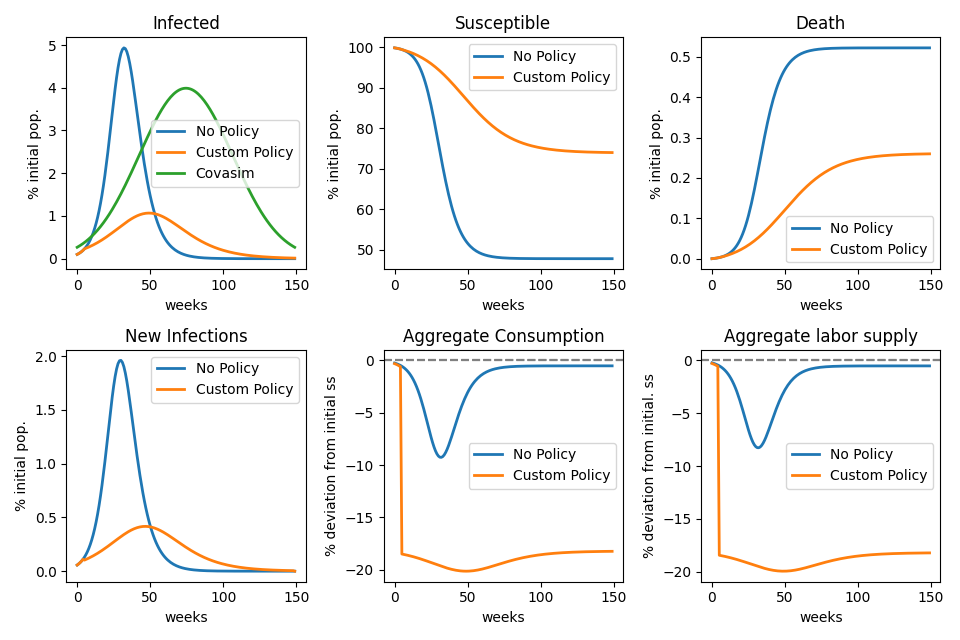 Infected
% initial pop.
5
4
3
2
1
0
No Policy
Custom Policy
Covasim
0 50 100 150
weeks
Susceptible
% initial pop.
100
90
80
70
60
50
No Policy
Custom Policy
0 50 100 150
weeks
Death
% initial pop.
0.5
0.4
0.3
0.2
0.1
0.0
No Policy
Custom Policy
0 50 100 150
weeks
New Infections
% initial pop.
2.0
1.5
1.0
0.5
0.0
No Policy
Custom Policy
0 50 100 150
weeks
Aggregate Consumption
% deviation from initial ss
0
−5
−10
−15
−20
No Policy
Custom Policy
0 50 100 150
weeks
Aggregate labor supply
% deviation from initial. ss
0
−5
−10
−15
−20
No Policy
Custom Policy
0 50 100 150
weeks